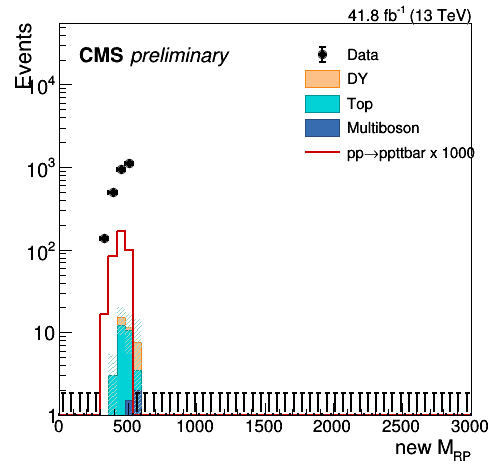 41.8 fb⁻¹ (13 TeV)
Events
CMS preliminary
Data
DY
Top
Multiboson
pp→ppttbar x 1000
10⁴
10³
10²
10
1
0 500 1000 1500 2000 2500 3000
new M_RP